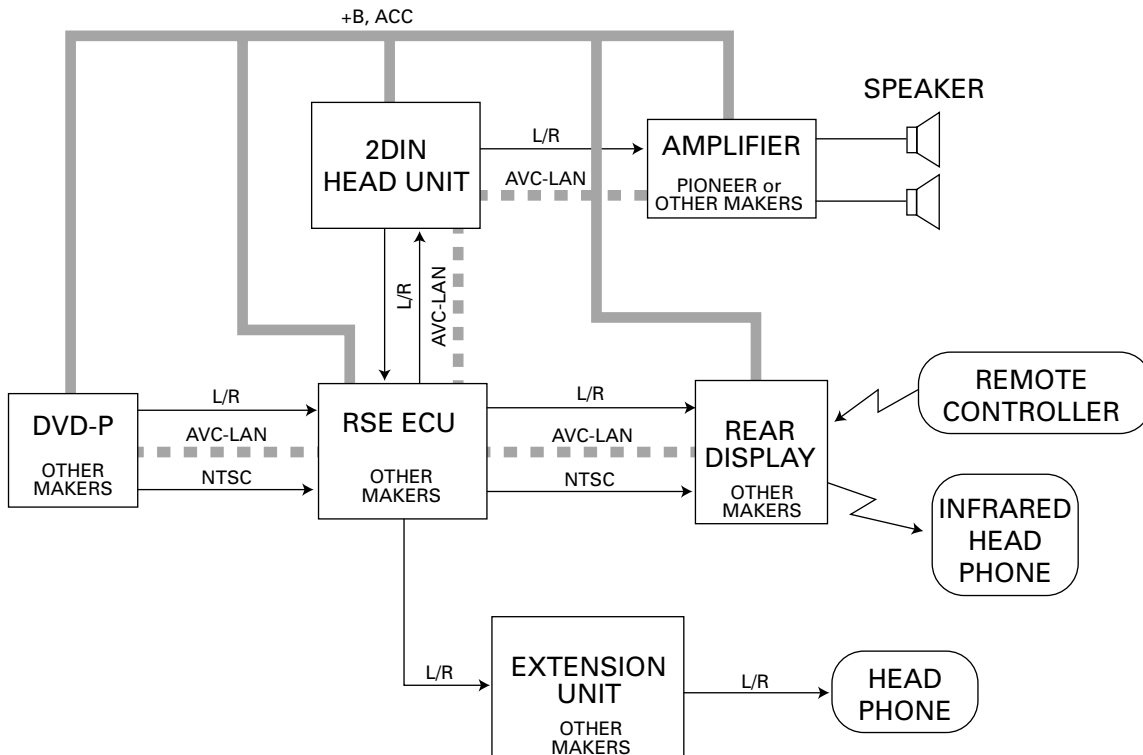 +B, ACC
SPEAKER
2DIN
HEAD UNIT
L/R
AVC-LAN
AMPLIFIER
PIONEER or
OTHER MAKERS
L/R
AVC-LAN
DVD-P
OTHER
MAKERS
L/R
AVC-LAN
NTSC
RSE ECU
OTHER
MAKERS
L/R
AVC-LAN
NTSC
REAR
DISPLAY
OTHER
MAKERS
REMOTE
CONTROLLER
INFRARED
HEAD
PHONE
L/R
EXTENSION
UNIT
OTHER
MAKERS
L/R
HEAD
PHONE